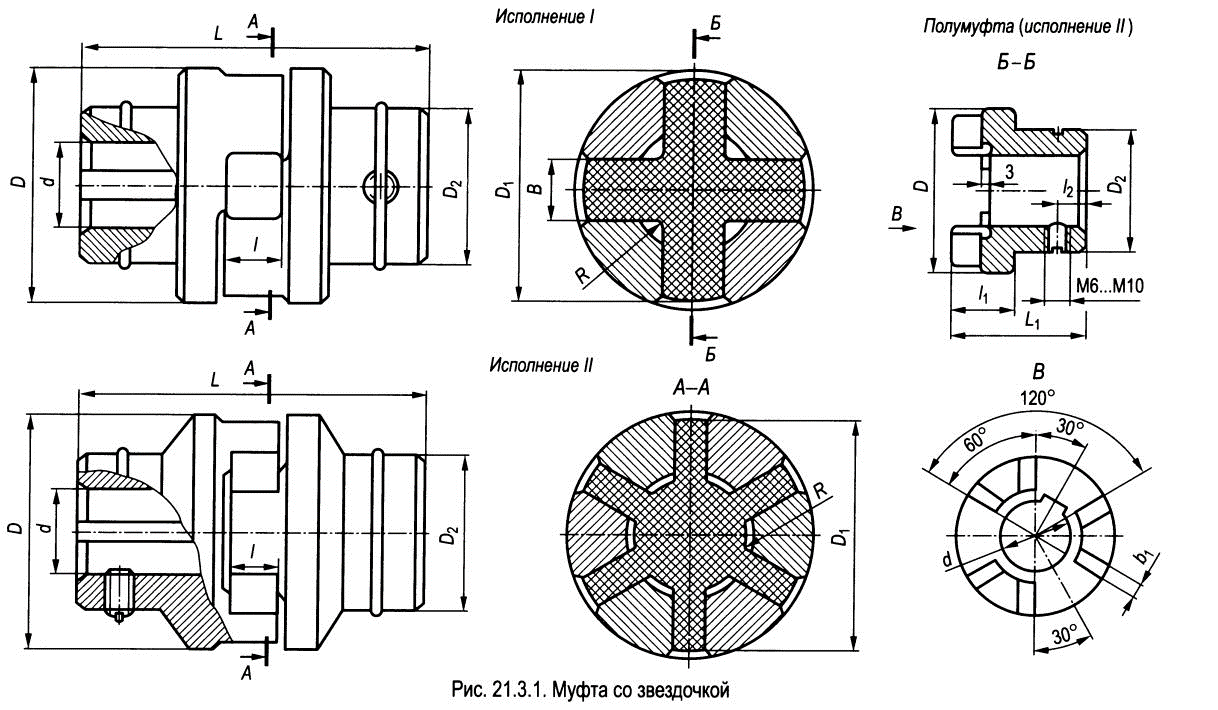 Исполнение I
A
L
D
d
l
D₂
A
Б
D₁
B
R
Б
Полумуфта (исполнение II)
Б–Б
D
3
l₂
D₂
B
l₁
M6...M10
L₁
Исполнение II
A
L
D
d
l
D₂
A
A–A
R
D₁
B
120°
60°
30°
d
b₁
30°
Рис. 21.3.1. Муфта со звездочкой